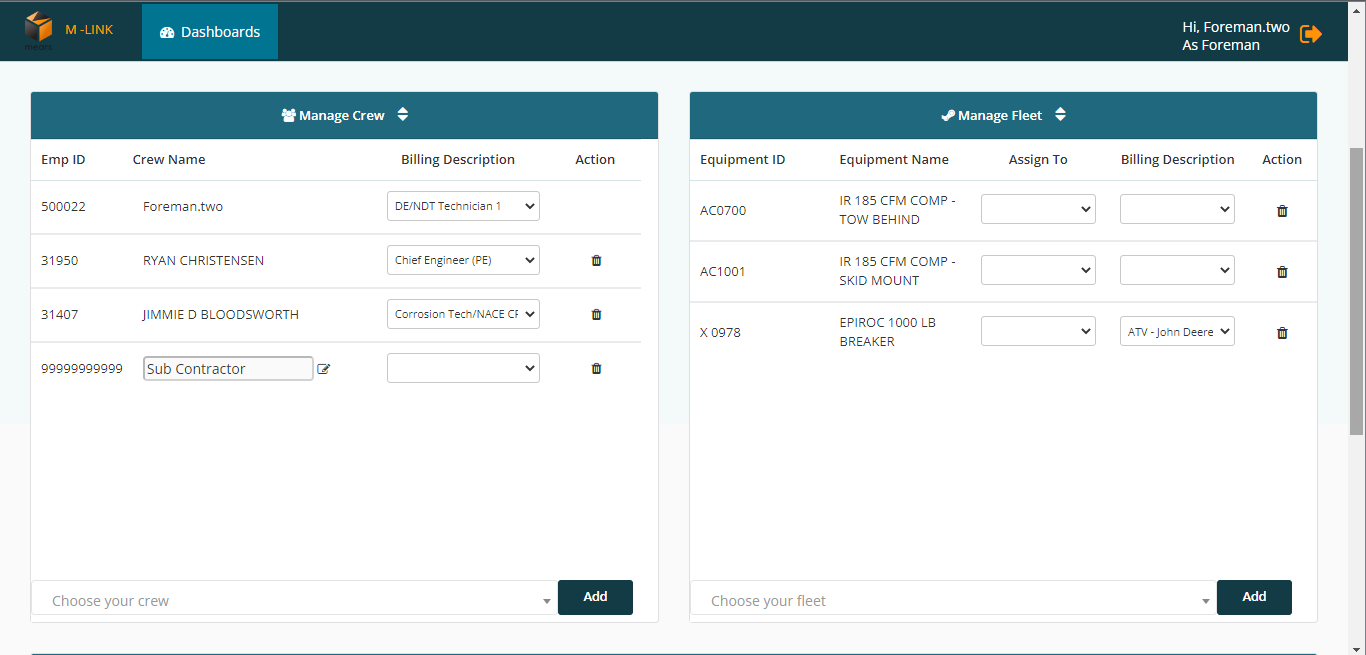 M -LINK
Dashboards
Hi, Foreman.two
As Foreman
Manage Crew
Emp ID Crew Name Billing Description Action
500022 Foreman.two DE/NDT Technician 1
31950 RYAN CHRISTENSEN Chief Engineer (PE)
31407 JIMMIE D BLOODSWORTH Corrosion Tech/NACE CF
99999999999 Sub Contractor
Choose your crew Add
Manage Fleet
Equipment ID Equipment Name Assign To Billing Description Action
AC0700 IR 185 CFM COMP -
TOW BEHIND
AC1001 IR 185 CFM COMP -
SKID MOUNT
X 0978 EPIROC 1000 LB
BREAKER ATV - John Deere
Choose your fleet Add